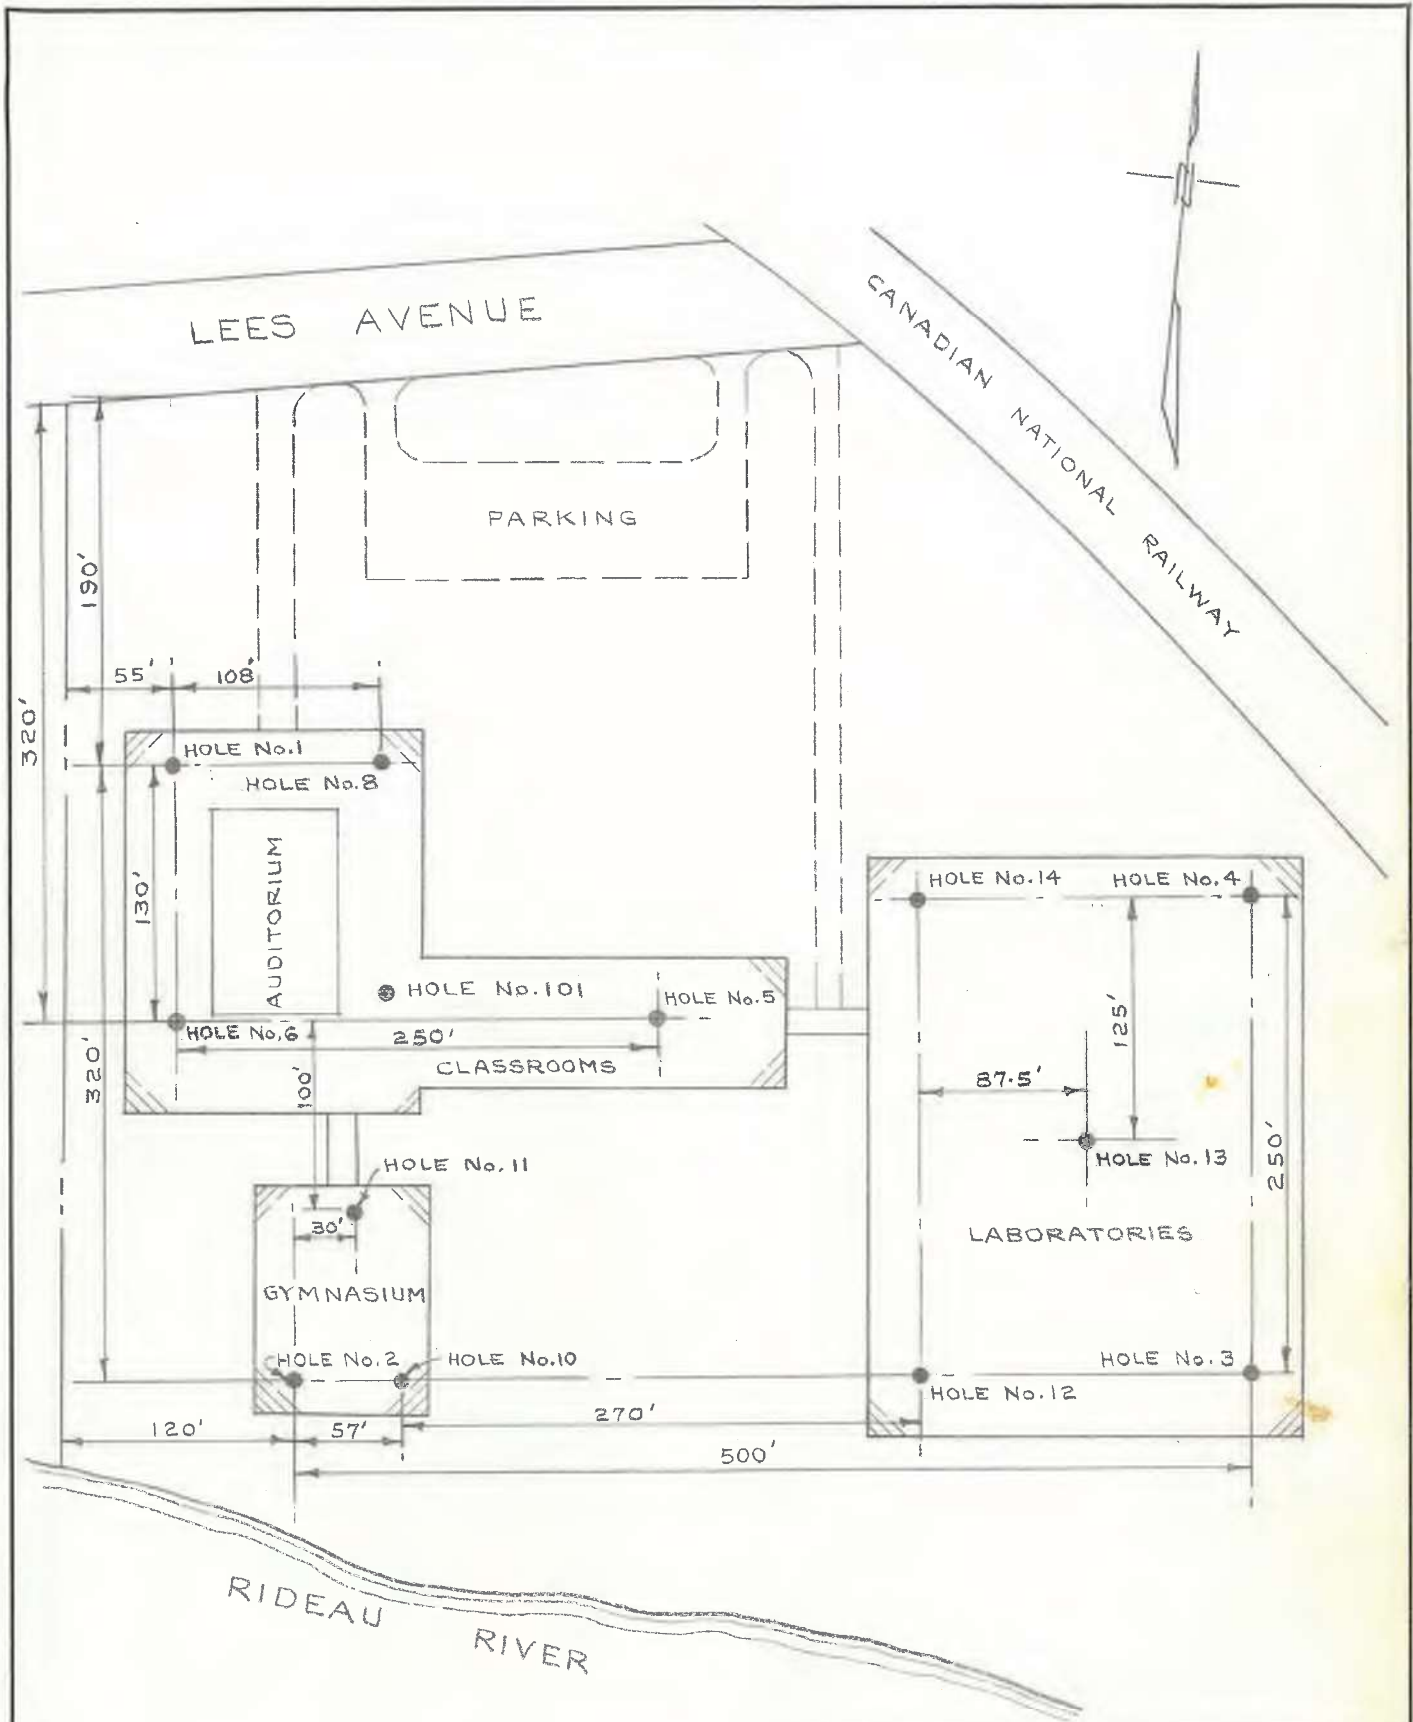 LEES AVENUE
CANADIAN NATIONAL RAILWAY
PARKING
190'
55'
108'
320'
HOLE No.1
HOLE No.8
AUDITORIUM
130'
HOLE No.14
HOLE No.4
HOLE No.101
HOLE No.5
HOLE No.6
250'
CLASSROOMS
100'
320'
125'
87.5'
HOLE No.13
250'
HOLE No.11
30'
LABORATORIES
GYMNASIUM
HOLE No.2
HOLE No.10
HOLE No.3
HOLE No.12
120'
57'
270'
500'
RIDEAU RIVER